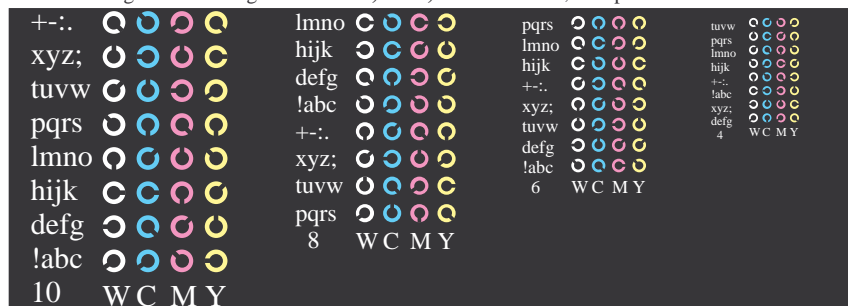 +-:.
xyz;
tuvw
pqrs
lmno
hijk
defg
!abc
10 W C M Y
lmno
hijk
defg
!abc
+-:.
xyz;
tuvw
pqrs
8 W C M Y
pqrs
lmno
hijk
+-:.
xyz;
tuvw
defg
!abc
6 W C M Y
tuvw
pqrs
lmno
hijk
+-:.
!abc
xyz;
defg
4 W C M Y